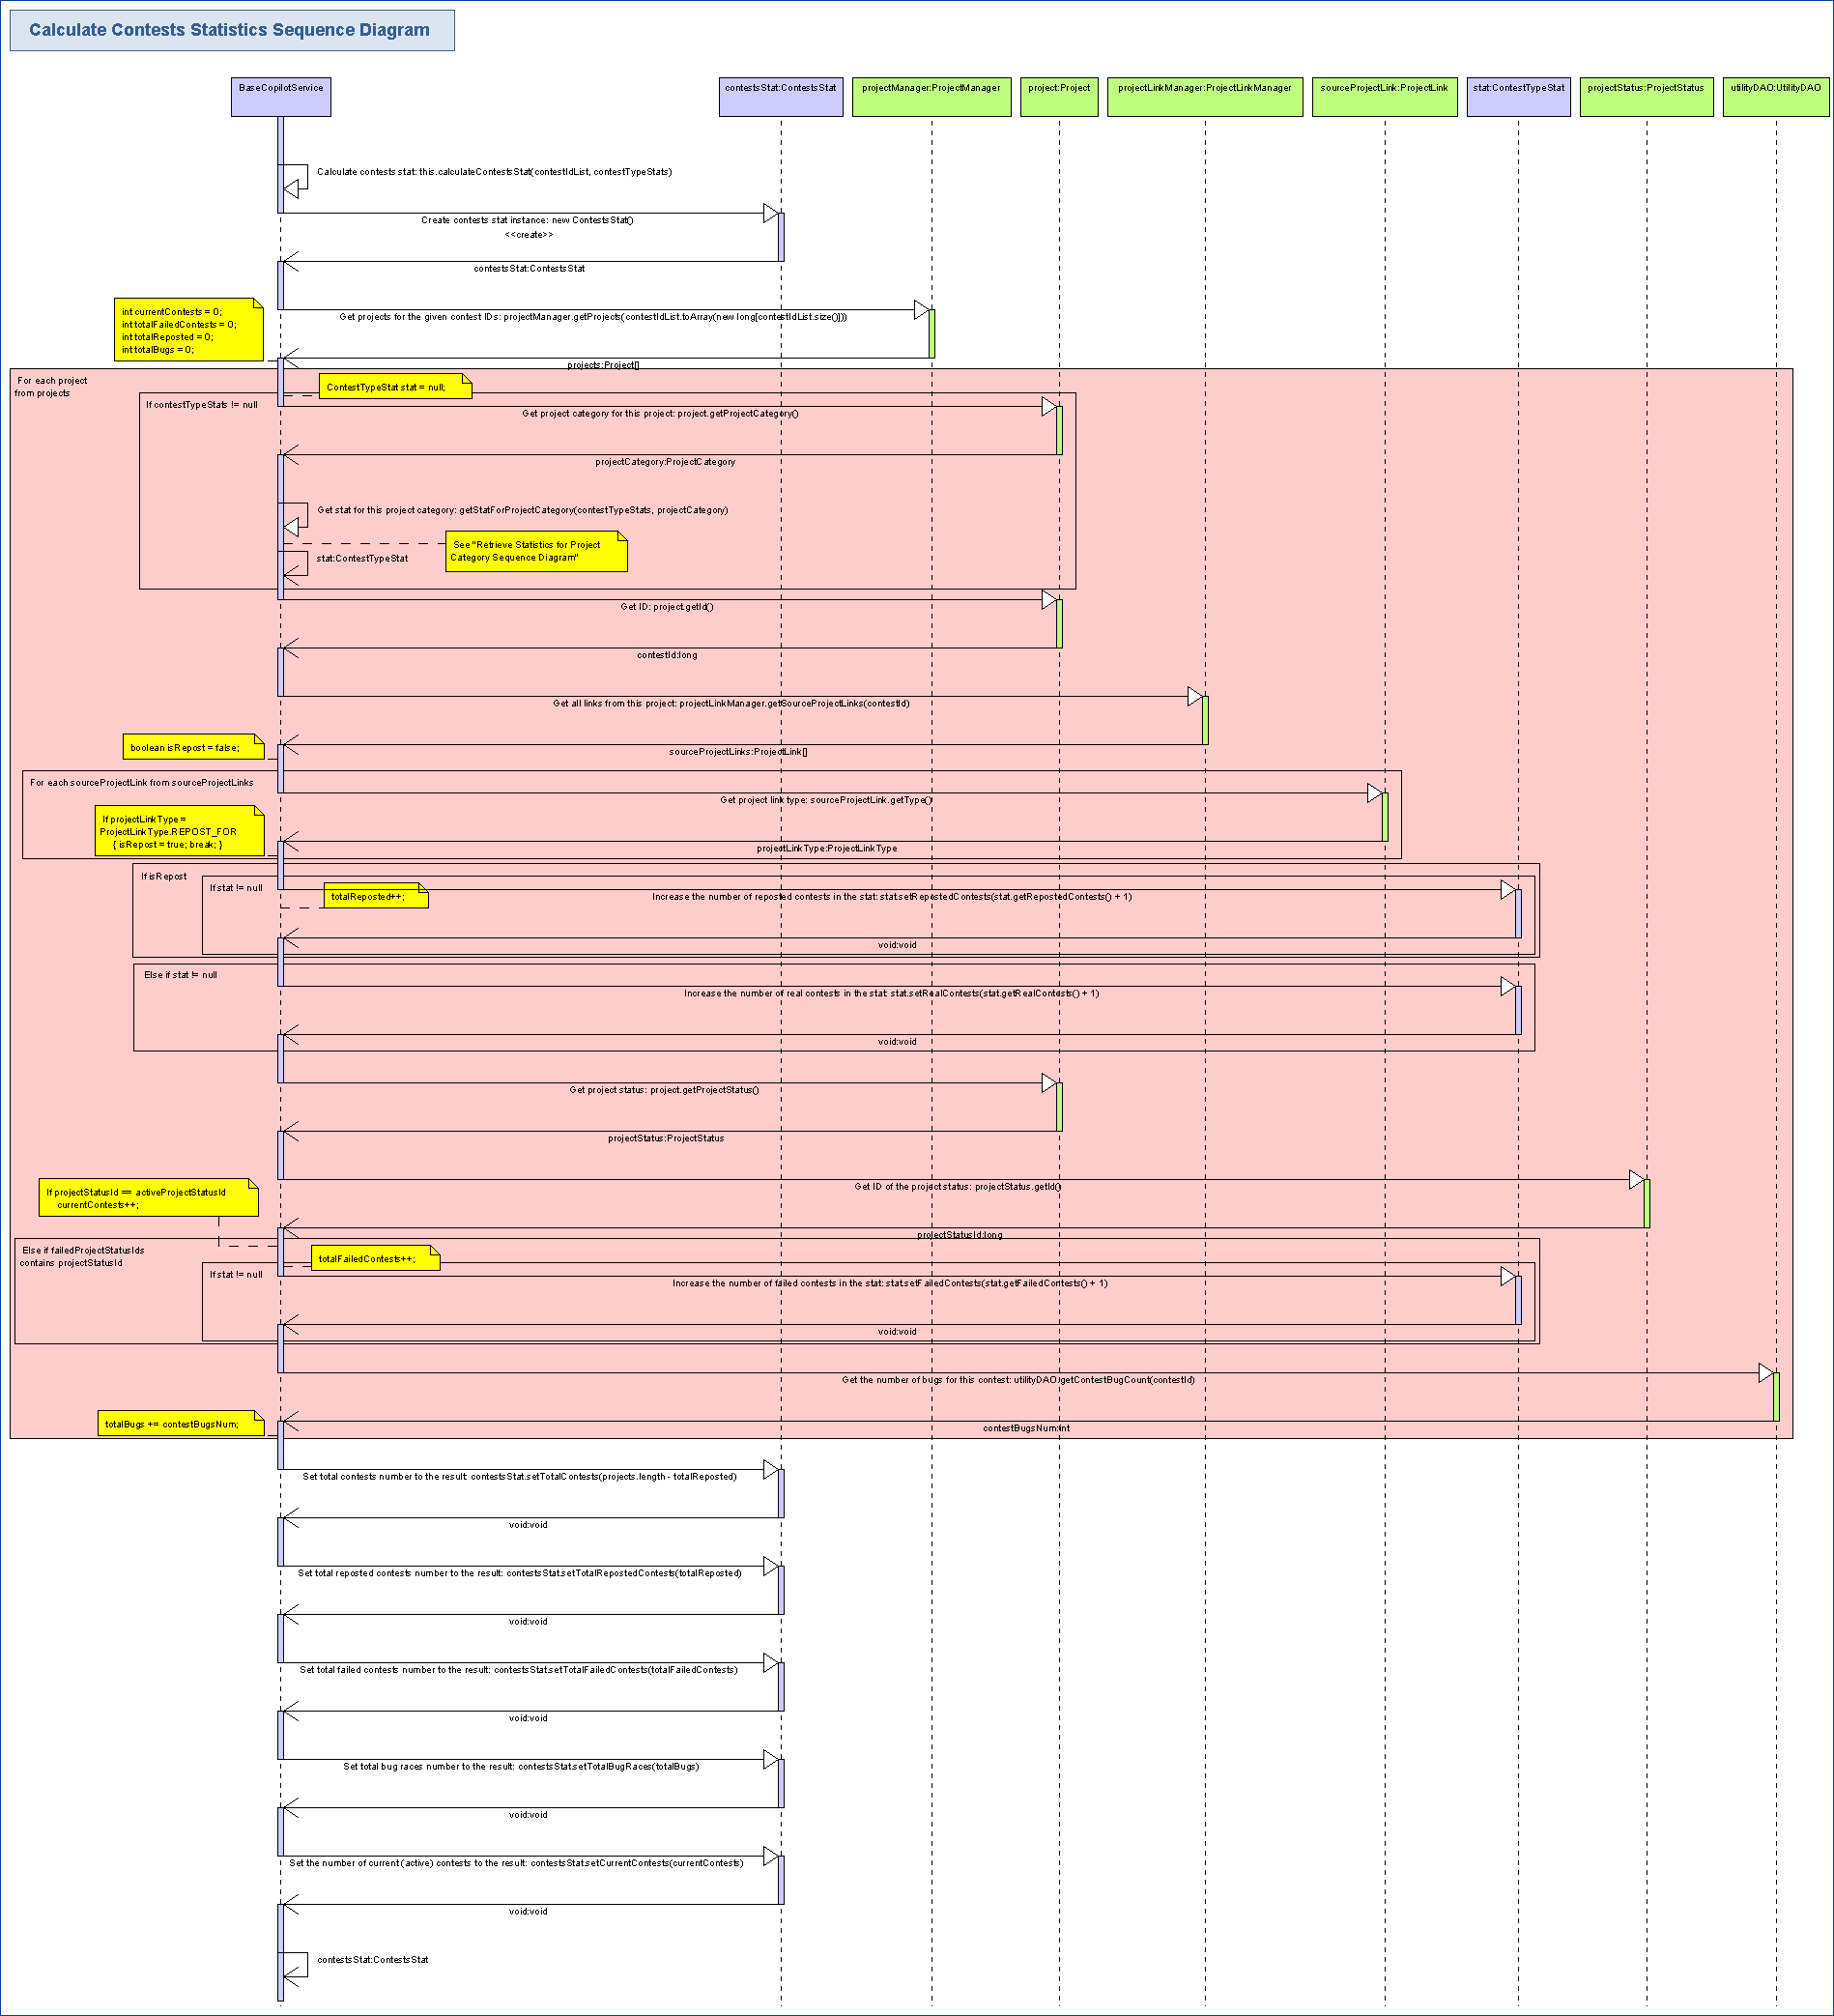 Calculate Contests Statistics Sequence Diagram
BaseCopilotService
contestsStat:ContestsStat
projectManager:ProjectManager
project:Project
projectLinkManager:ProjectLinkManager
sourceProjectLink:ProjectLink
stat:ContestTypeStat
projectStatus:ProjectStatus
utilityDAO:UtilityDAO
Calculate contests stat: this.calculateContestsStat(contestIdList, contestTypeStats)
Create contests stat instance: new ContestsStat()
<<create>>
contestsStat:ContestsStat
int currentContests = 0;
int totalFailedContests = 0;
int totalReposted = 0;
int totalBugs = 0;
Get projects for the given contest IDs: projectManager.getProjects(contestIdList.toArray(new long[contestIdList.size()]))
projects:Project[]
For each project
from projects
ContestTypeStat stat = null;
If contestTypeStats != null
Get project category for this project: project.getProjectCategory()
projectCategory:ProjectCategory
Get stat for this project category: getStatForProjectCategory(contestTypeStats, projectCategory)
See "Retrieve Statistics for Project
Category Sequence Diagram"
stat:ContestTypeStat
Get ID: project.getId()
contestId:long
Get all links from this project: projectLinkManager.getSourceProjectLinks(contestId)
boolean isRepost = false;
sourceProjectLinks:ProjectLink[]
For each sourceProjectLink from sourceProjectLinks
Get project link type: sourceProjectLink.getType()
If projectLinkType =
ProjectLinkType.REPOST_FOR
{ isRepost = true; break; }
projectLinkType:ProjectLinkType
If isRepost
If stat != null
totalReposted++;
Increase the number of reposted contests in the stat: stat.setRepostedContests(stat.getRepostedContests() + 1)
void:void
Else if stat != null
Increase the number of real contests in the stat: stat.setRealContests(stat.getRealContests() + 1)
void:void
Get project status: project.getProjectStatus()
projectStatus:ProjectStatus
Get ID of the project status: projectStatus.getId()
If projectStatusId == activeProjectStatusId
currentContests++;
projectStatusId:long
Else if failedProjectStatusIds
contains projectStatusId
totalFailedContests++;
If stat != null
Increase the number of failed contests in the stat: stat.setFailedContests(stat.getFailedContests() + 1)
void:void
Get the number of bugs for this contest: utilityDAO.getContestBugCount(contestId)
totalBugs += contestBugsNum;
contestBugsNum:int
Set total contests number to the result: contestsStat.setTotalContests(projects.length - totalReposted)
void:void
Set total reposted contests number to the result: contestsStat.setTotalRepostedContests(totalReposted)
void:void
Set total failed contests number to the result: contestsStat.setTotalFailedContests(totalFailedContests)
void:void
Set total bug races number to the result: contestsStat.setTotalBugRaces(totalBugs)
void:void
Set the number of current (active) contests to the result: contestsStat.setCurrentContests(currentContests)
void:void
contestsStat:ContestsStat